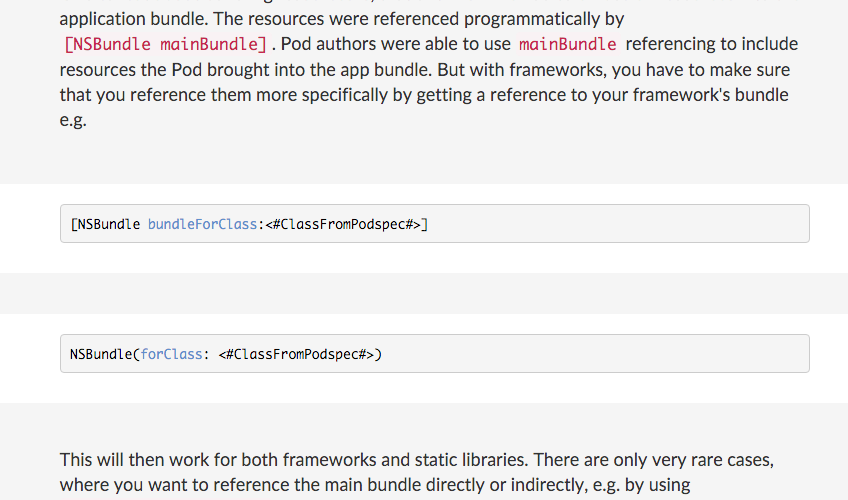 application bundle. The resources were referenced programmatically by
[NSBundle mainBundle]. Pod authors were able to use mainBundle referencing to include
resources the Pod brought into the app bundle. But with frameworks, you have to make sure
that you reference them more specifically by getting a reference to your framework's bundle
e.g.
[NSBundle bundleForClass:<#ClassFromPodspec#>]
NSBundle(forClass: <#ClassFromPodspec#>)
This will then work for both frameworks and static libraries. There are only very rare cases,
where you want to reference the main bundle directly or indirectly, e.g. by using